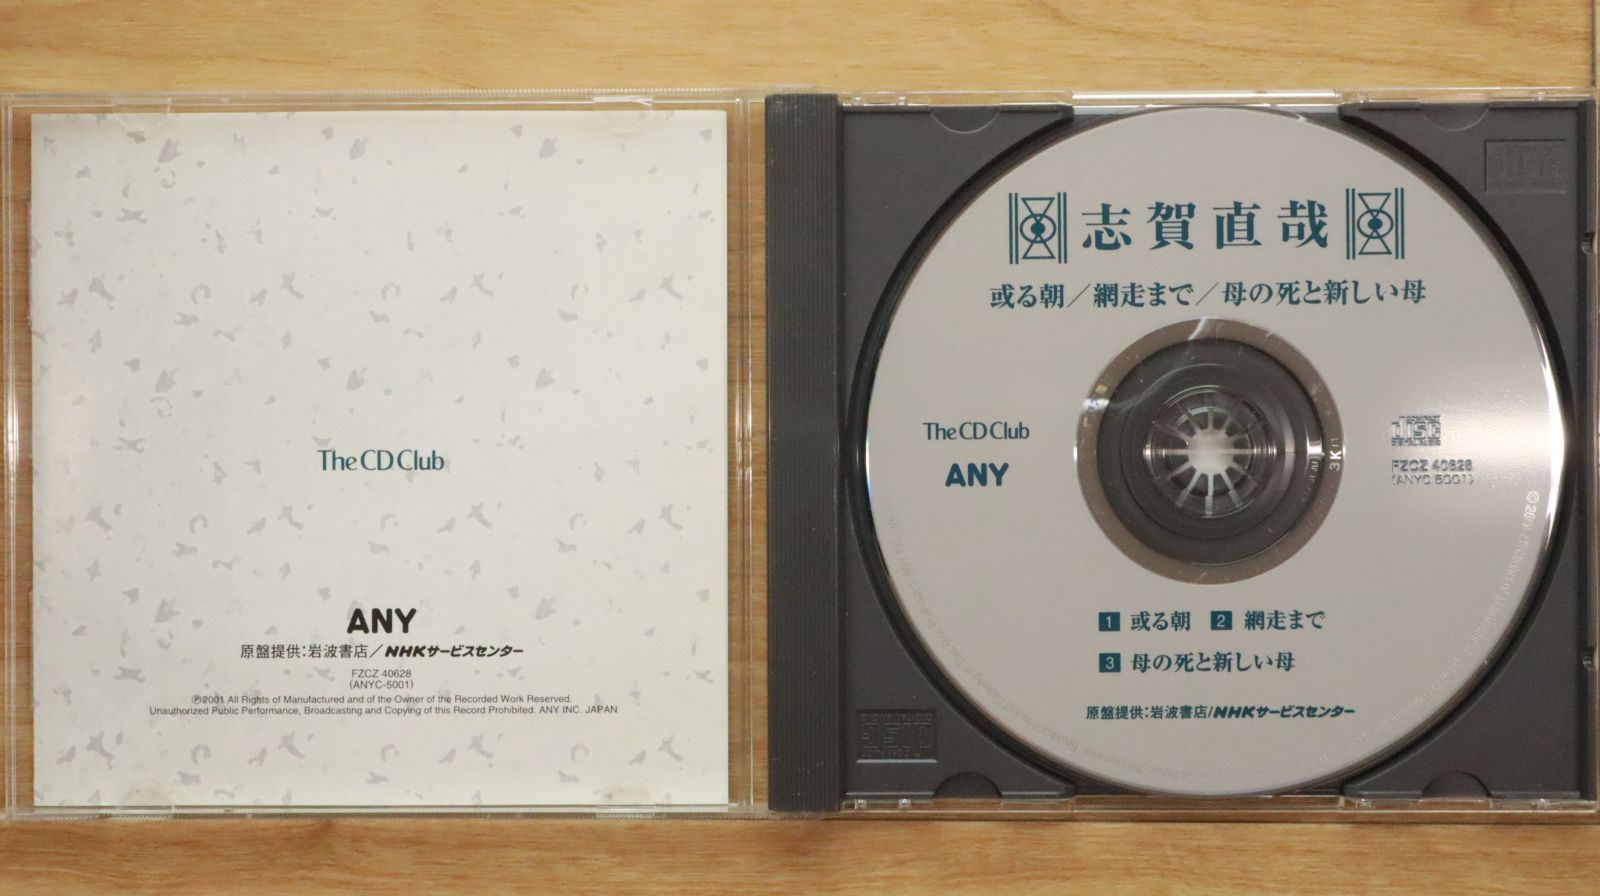 The CD Club
ANY
原盤提供：岩波書店／NHKサービスセンター
FZCZ 40628
(ANYC-5001)
Ⓟ2001 All Rights of Manufactured and of the Owner of the Recorded Work Reserved.
Unauthorized Public Performance, Broadcasting and Copying of this Record Prohibited. ANY INC. JAPAN
志賀直哉
或る朝／網走まで／母の死と新しい母
The CD Club
ANY
COMPACT
disc
DIGITAL AUDIO
FZCZ 40628
(ANYC 5001)
1 或る朝 2 網走まで
3 母の死と新しい母
原盤提供：岩波書店/NHKサービスセンター